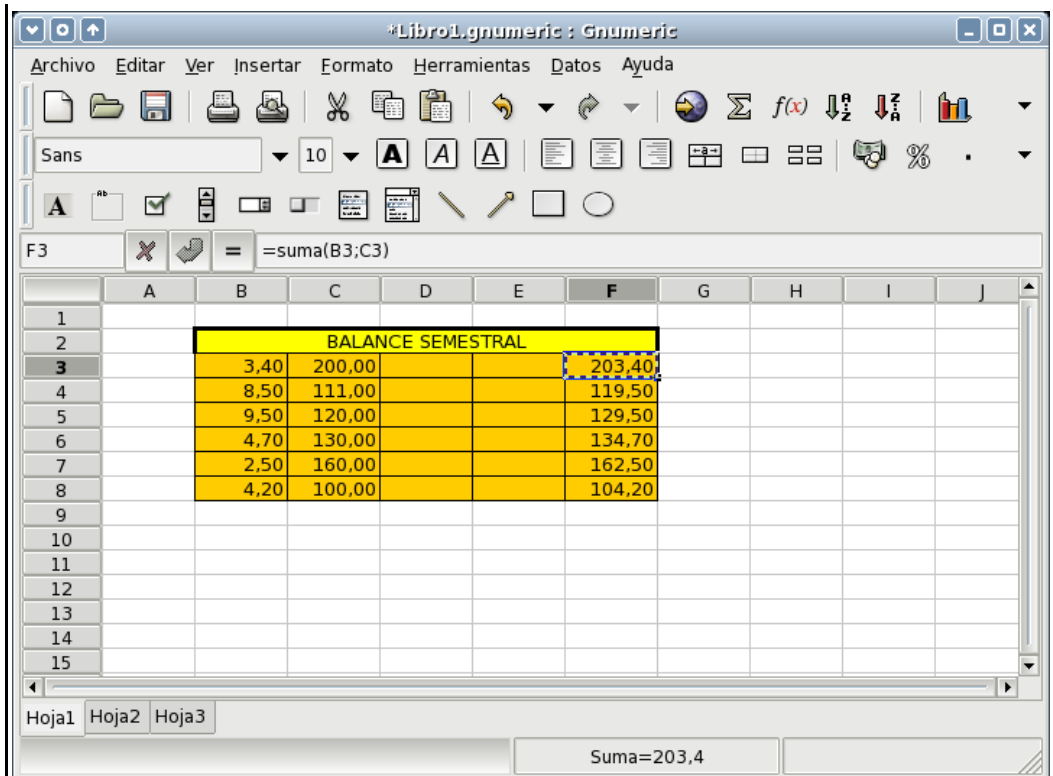 *Libro1.gnumeric : Gnumeric
Archivo Editar Ver Insertar Formato Herramientas Datos Ayuda
f(x)
Sans 10 A A A
A Ab
F3 = =suma(B3;C3)
A B C D E F G H I J
1
2 BALANCE SEMESTRAL
3 3,40 200,00 203,40
4 8,50 111,00 119,50
5 9,50 120,00 129,50
6 4,70 130,00 134,70
7 2,50 160,00 162,50
8 4,20 100,00 104,20
9
10
11
12
13
14
15
Hoja1 Hoja2 Hoja3
Suma=203,4